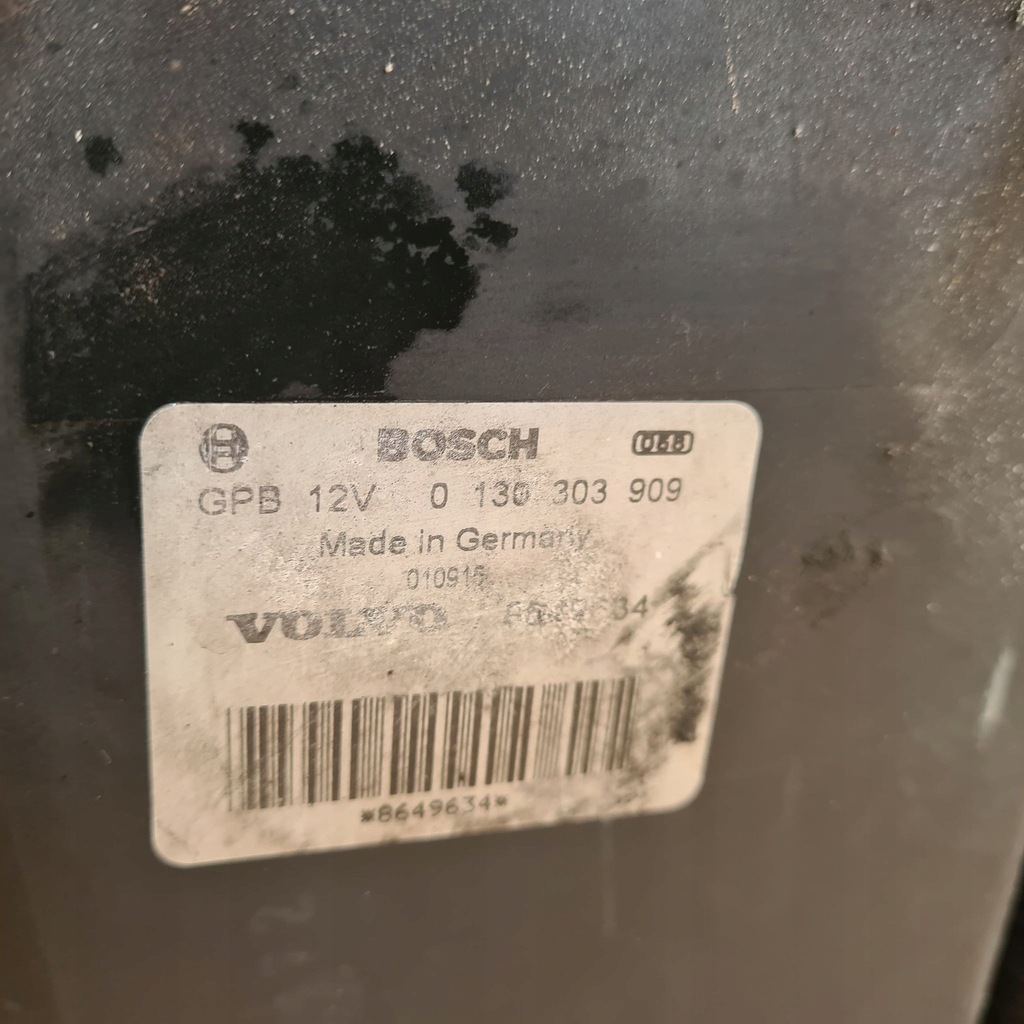 BOSCH
GPB 12V 0 130 303 909
Made in Germany
010915
VOLVO
*8649634*